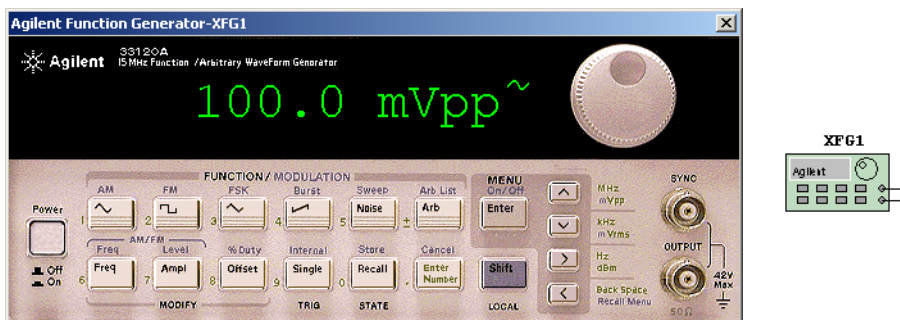 Agilent Function Generator-XFG1
Agilent
33120A
15MHz Function /Arbitrary WaveForm Genorator
100.0 mVpp~
FUNCTION/ MODULATION
AM
FM
FSK
Burst
Sweep
Arb List
MENU
On/Off
Power
1
2
3
4
5
±
Noise
Arb
Enter
AM/FM
Freq
Level
% Duty
Internal
Store
Cancel
Off
On
6
7
8
9
0
.
Freq
Ampl
Offset
Single
Recall
Enter
Number
Shift
MODIFY
TRIG
STATE
LOCAL
MHz
mVpp
kHz
mVrms
Hz
dBm
Back Space
Recall Menu
SYNC
OUTPUT
42V
Max
50Ω
XFG1
Agilent